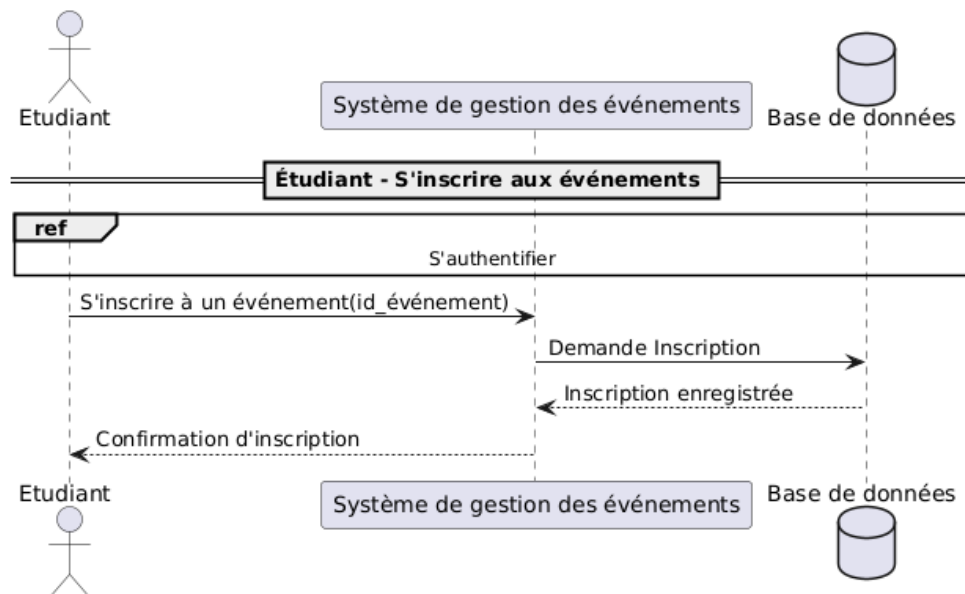 Etudiant
Système de gestion des événements
Base de données
Étudiant - S'inscrire aux événements
ref
S'authentifier
S'inscrire à un événement(id_événement)
Demande Inscription
Inscription enregistrée
Confirmation d'inscription
Etudiant
Système de gestion des événements
Base de données